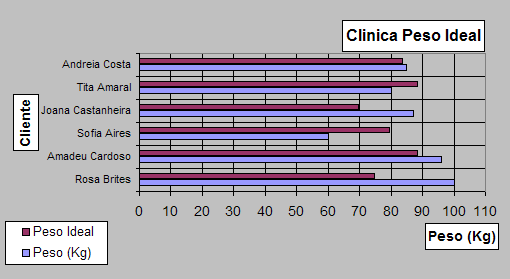 Clinica Peso Ideal
Andreia Costa
Tita Amaral
Joana Castanheira
Sofia Aires
Amadeu Cardoso
Rosa Brites
Cliente
0 10 20 30 40 50 60 70 80 90 100 110
Peso (Kg)
Peso Ideal
Peso (Kg)